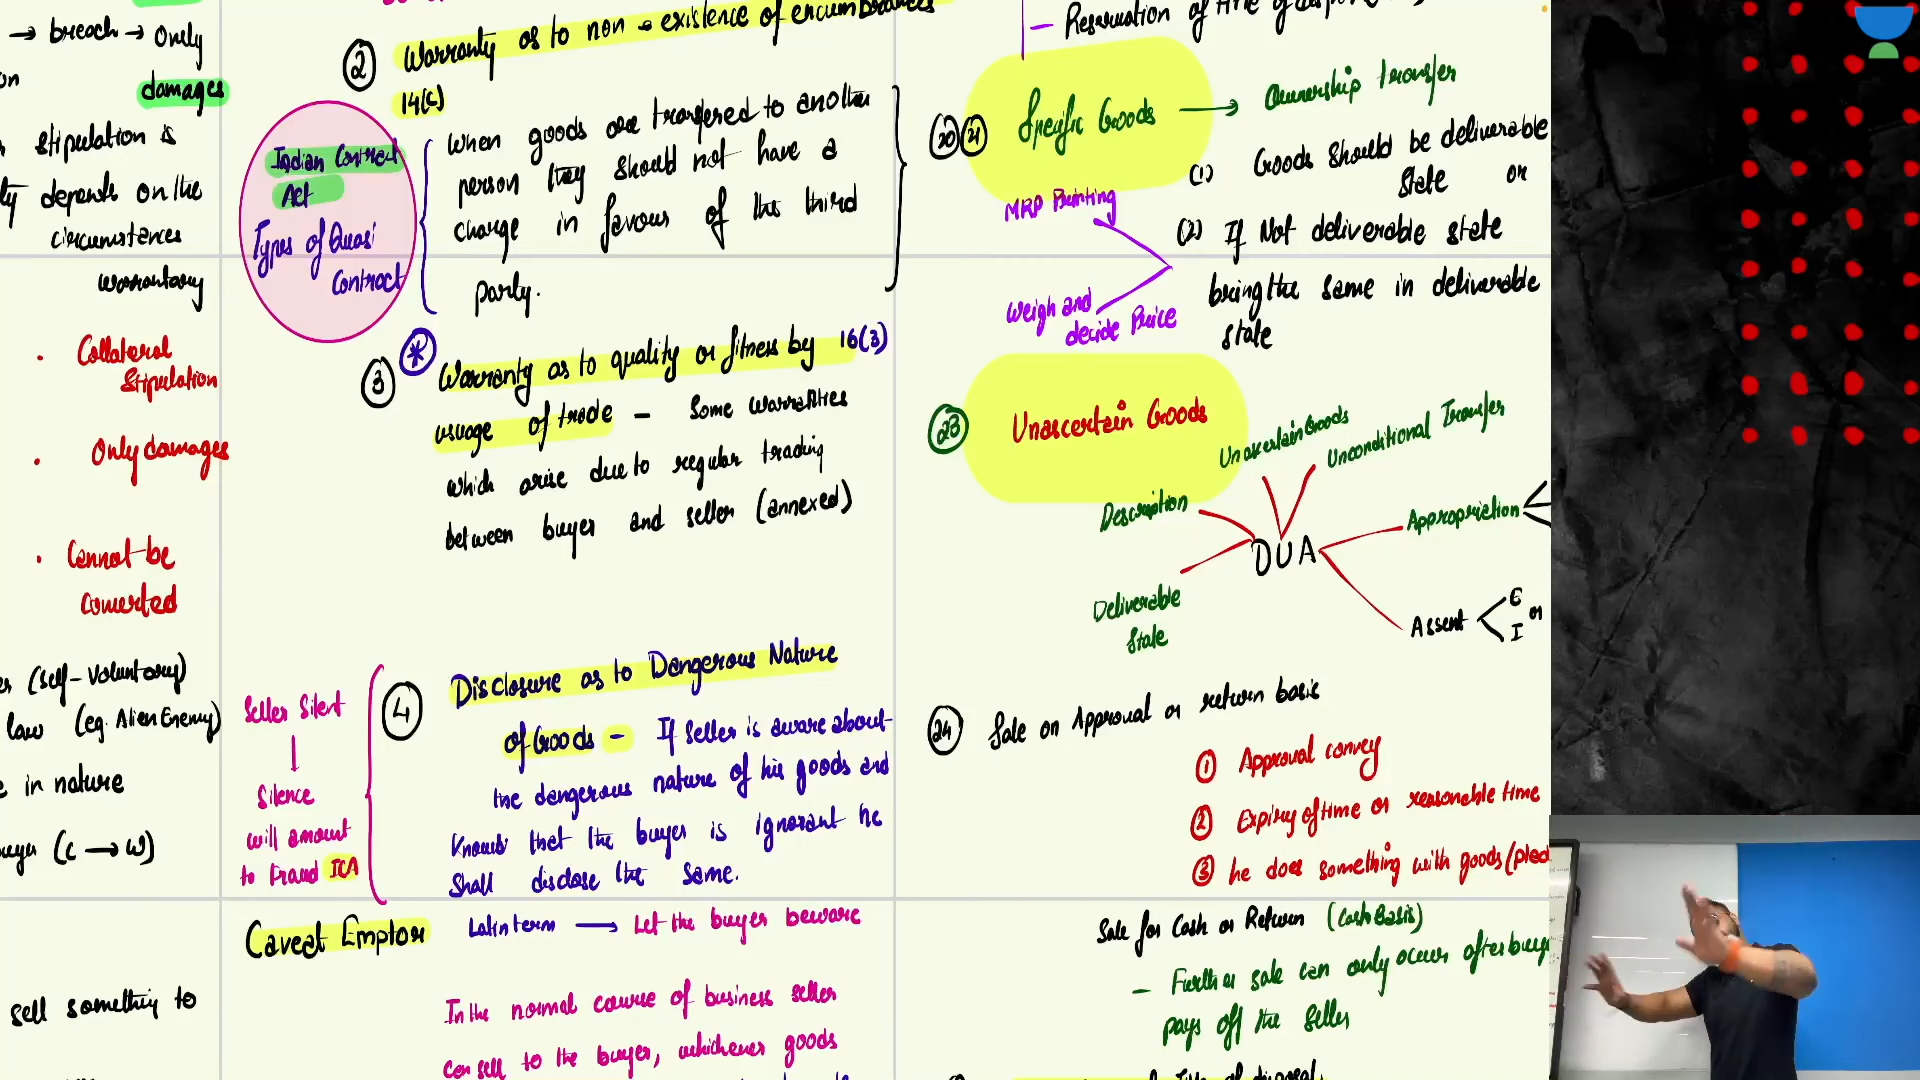 → breach → Only
on
damages
stipulation is
depends on the
circumstances
warrantary
• Collateral
Stipulation
• Only damages
• Cannot be
Converted
(self-voluntary)
law (eg. Alien Enemy)
in nature
(C → W)
sell something to
② Warranty as to non-existence of encumbrances
14(c)
When goods are transfered to another
person they should not have a
charge in favour of the third
party.
Indian Contract
Act
Types of Quasi
Contract
③ * Warranty as to quality or fitness by 16(3)
usuage of trade - Some warranties
which arise due to regular trading
between buyer and seller (annexed)
Seller Silent
↓
Silence
will amount
to Fraud ICA
④ Disclosure as to Dangerous Nature
of Goods - If Seller is aware about
the dangerous nature of his goods and
Knows that the buyer is ignorant he
Shall disclose the same.
Caveat Emptor Latin term → Let the buyer beware
In the normal course of business seller
can sell to the buyer, whichever goods
- Reservation of
⑳ ㉑ Specific Goods → Ownership Transfer
(1) Goods Should be deliverable
State or
(2) If Not deliverable state
bring the same in deliverable
state
MRP Printing
Weigh and
decide Price
㉓ Unascertain Goods
Unascertain Goods
Unconditional Transfer
Description
DUA
Appropriation
Deliverable
State
Assent < E or
I
㉔ Sale on Approval or return basis
① Approval convey
② Expiry of time or reasonable time
③ he does something with goods (pled
Sale for Cash or Return (Cash Basis)
- Further sale can only occur after buye
pays off the seller
of disposal